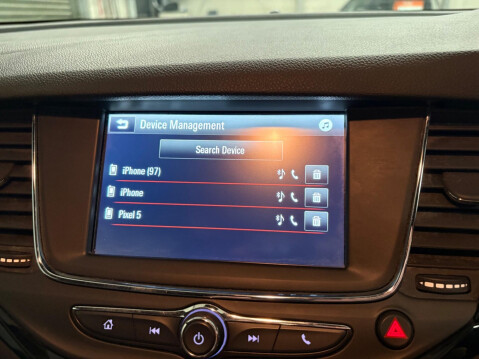 Device Management
Search Device
iPhone (97)
iPhone
Pixel 5